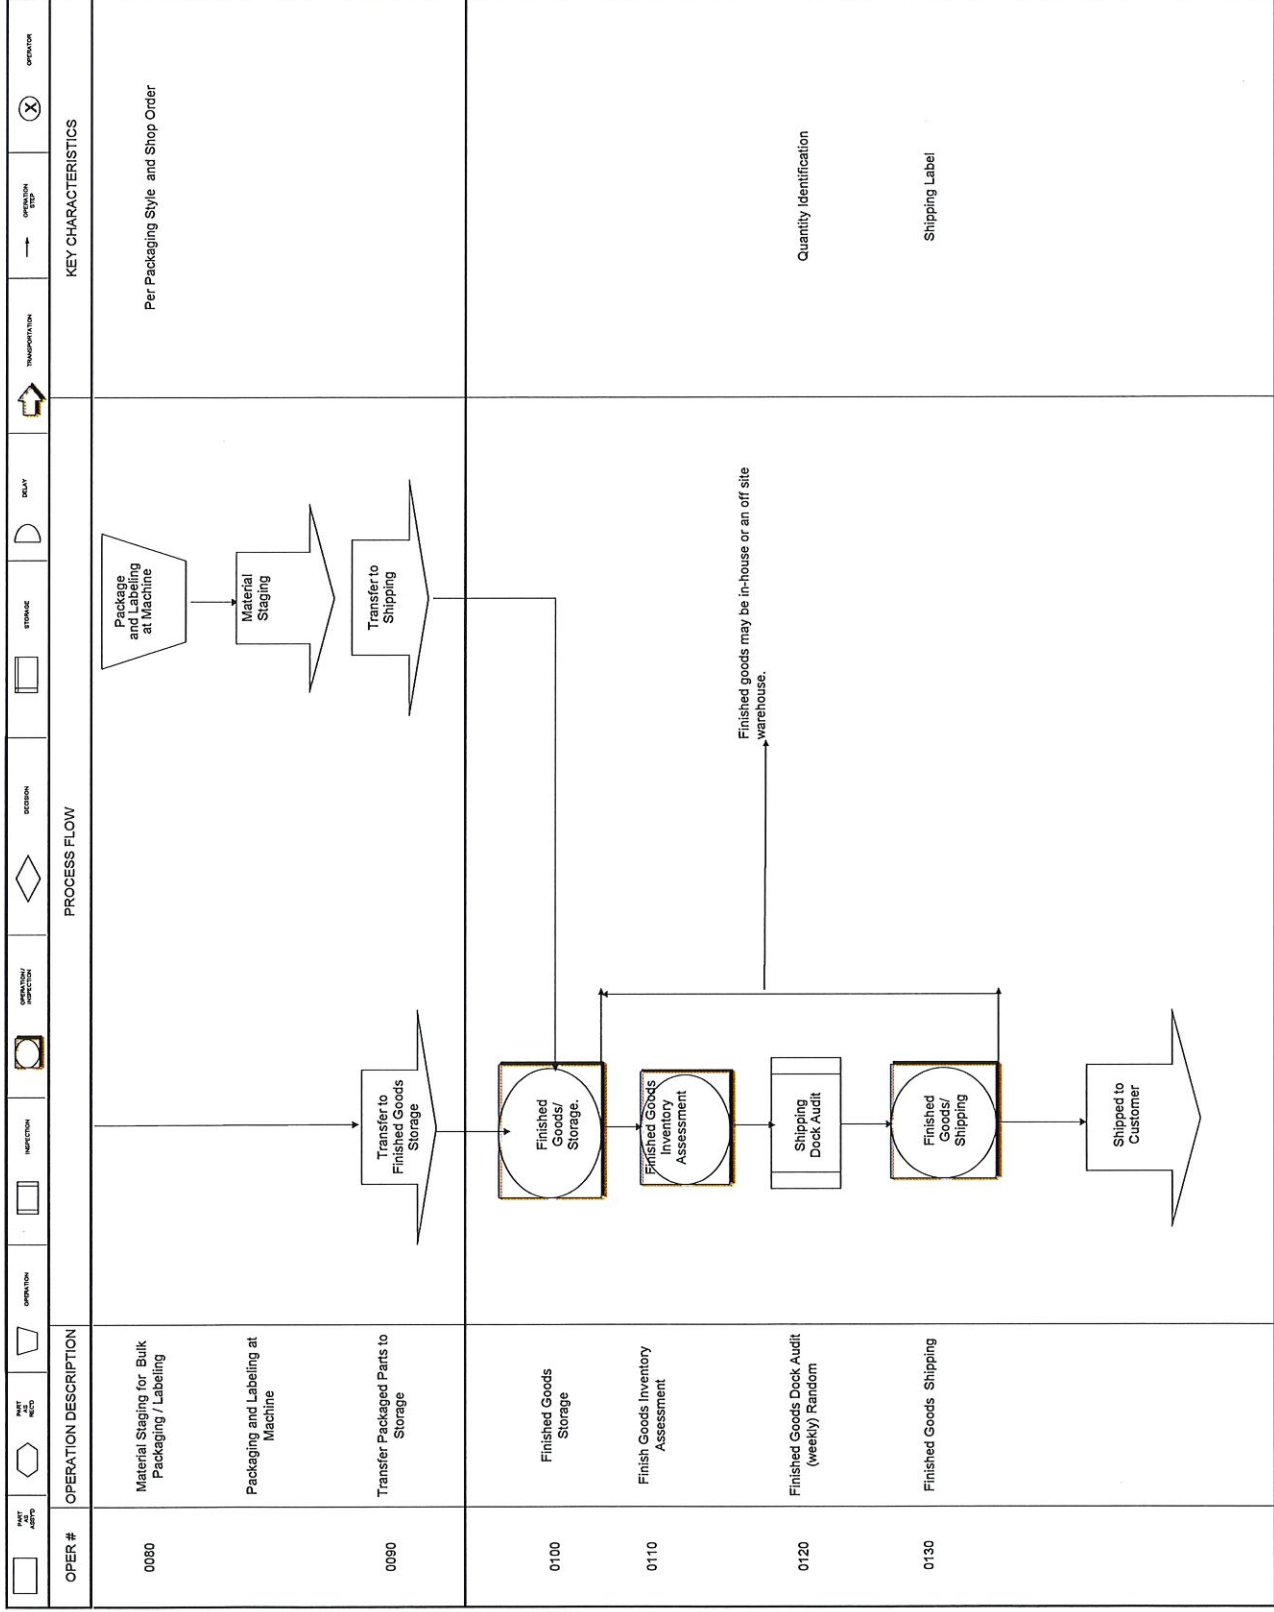 PART
AS
ASSY'D
PART
AS
REC'D
OPERATION
INSPECTION
OPERATION/
INSPECTION
DECISION
STORAGE
DELAY
TRANSPORTATION
OPERATION
STEP
X
OPERATOR
OPER #
OPERATION DESCRIPTION
PROCESS FLOW
KEY CHARACTERISTICS
0080
Material Staging for Bulk
Packaging / Labeling
Package
and Labeling
at Machine
Per Packaging Style and Shop Order
Packaging and Labeling at
Machine
Material
Staging
0090
Transfer Packaged Parts to
Storage
Transfer to
Finished Goods
Storage
Transfer to
Shipping
0100
Finished Goods
Storage
Finished
Goods/
Storage.
0110
Finish Goods Inventory
Assessment
Finished Goods
Inventory
Assessment
Finished goods may be in-house or an off site
warehouse.
0120
Finished Goods Dock Audit
(weekly) Random
Shipping
Dock Audit
Quantity Identification
0130
Finished Goods Shipping
Finished
Goods/
Shipping
Shipping Label
Shipped to
Customer